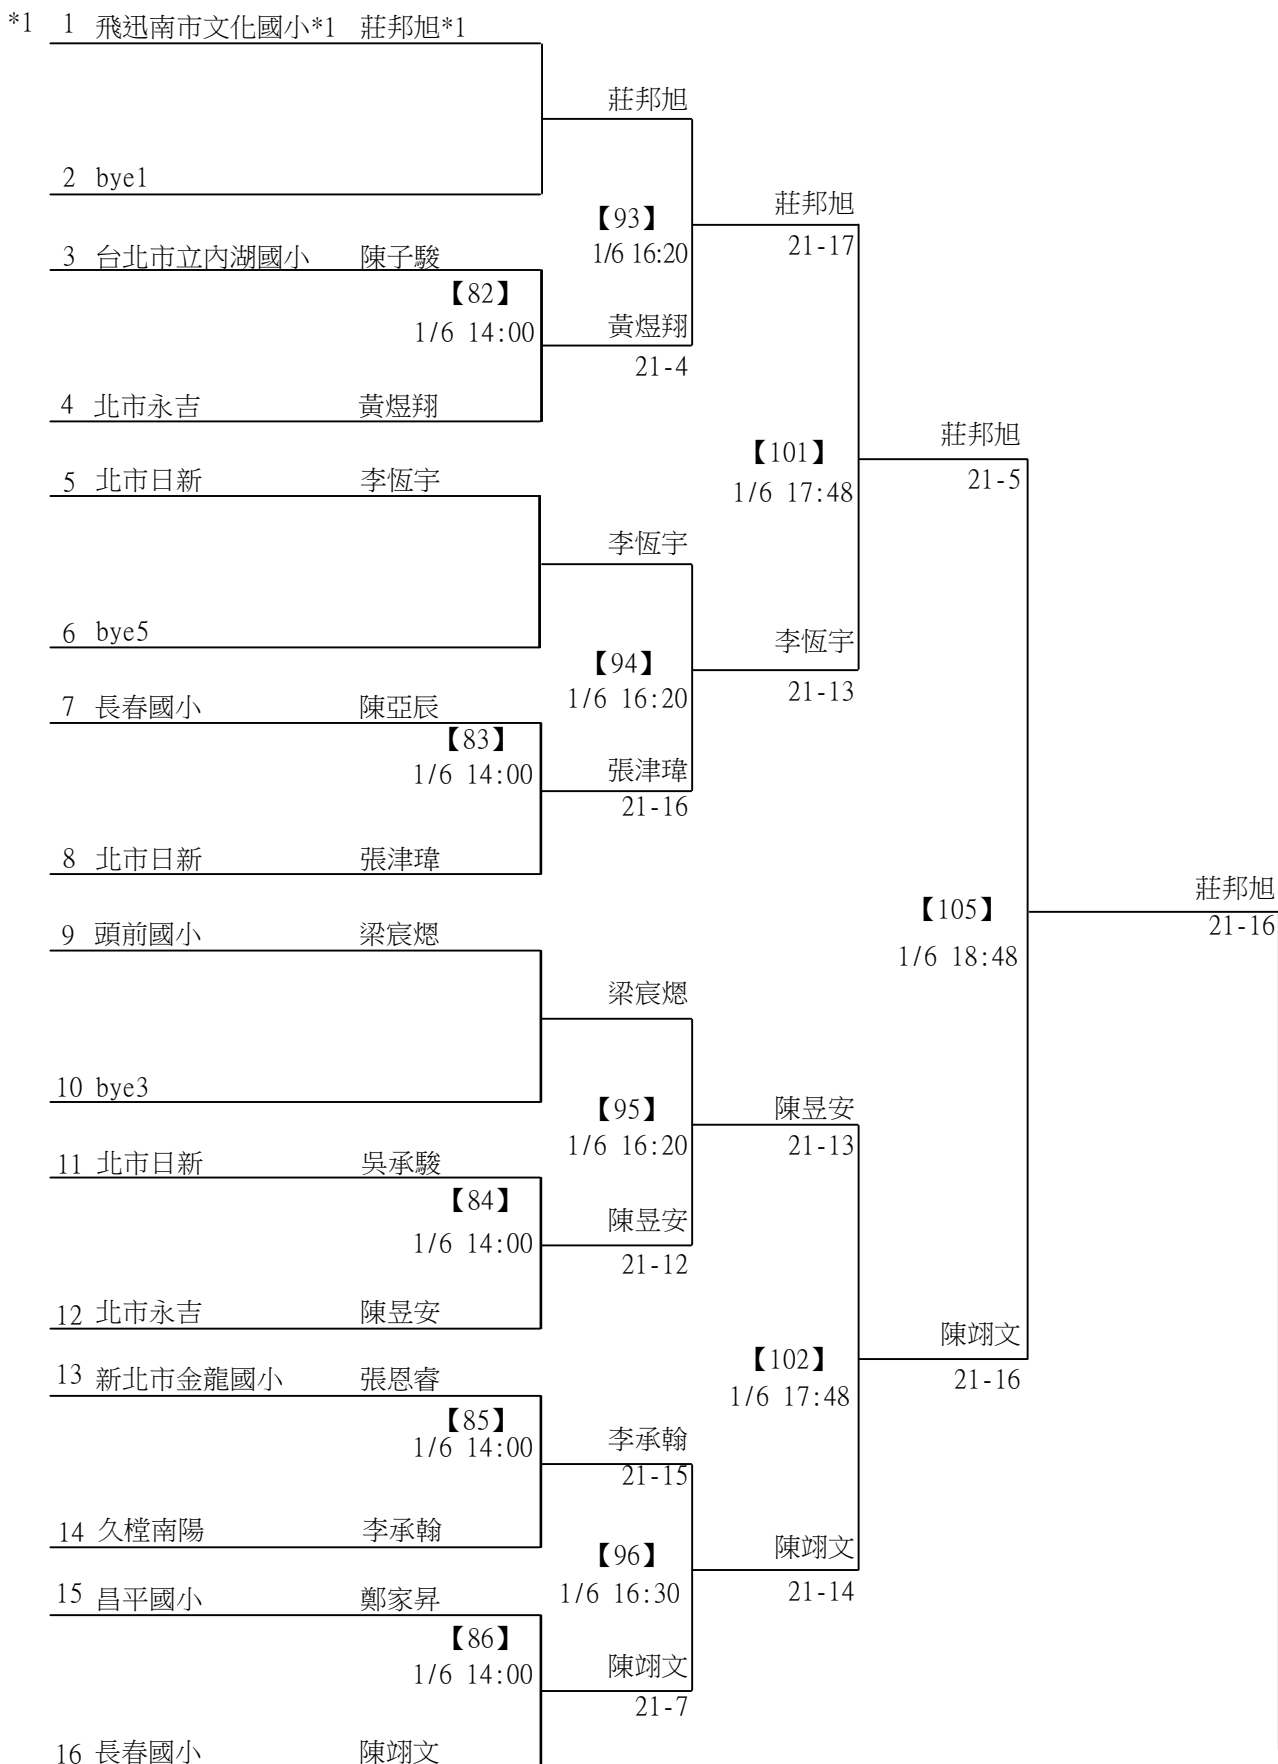 *1 1 飛迅南市文化國小*1 莊邦旭*1
莊邦旭
2 bye1
莊邦旭
【93】
21-17
1/6 16:20
3 台北市立內湖國小 陳子駿
【82】
1/6 14:00
黃煜翔
21-4
4 北市永吉 黃煜翔
莊邦旭
【101】
21-5
1/6 17:48
5 北市日新 李恆宇
李恆宇
6 bye5
李恆宇
【94】
21-13
1/6 16:20
7 長春國小 陳亞辰
【83】
1/6 14:00
張津瑋
21-16
8 北市日新 張津瑋
莊邦旭
【105】
21-16
1/6 18:48
9 頭前國小 梁宸熜
梁宸熜
10 bye3
陳昱安
【95】
21-13
1/6 16:20
11 北市日新 吳承駿
【84】
1/6 14:00
陳昱安
21-12
12 北市永吉 陳昱安
陳翊文
【102】
21-16
1/6 17:48
13 新北市金龍國小 張恩睿
【85】
1/6 14:00
李承翰
21-15
14 久樘南陽 李承翰
陳翊文
【96】
21-14
1/6 16:30
15 昌平國小 鄭家昇
【86】
1/6 14:00
陳翊文
21-7
16 長春國小 陳翊文